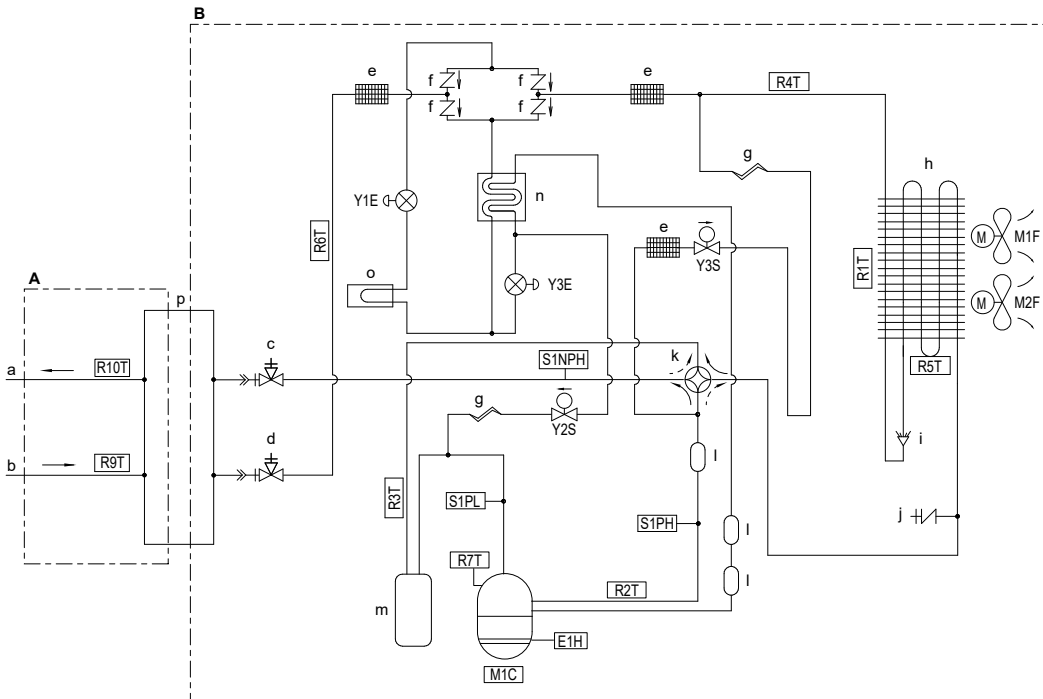 B
e
f
f
f
f
e
R4T
g
h
n
Y1E
R6T
e
Y3S
R1T
M
M1F
M
M2F
o
Y3E
A
p
c
k
R5T
a
R10T
S1NPH
g
Y2S
i
b
R9T
d
l
R3T
S1PL
S1PH
j
l
R7T
m
R2T
l
E1H
M1C